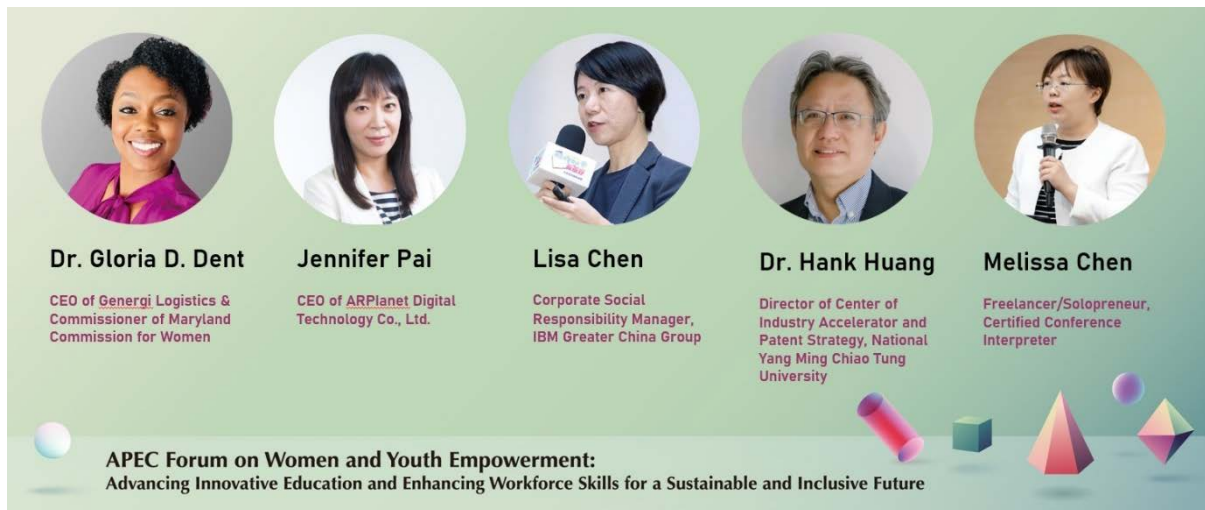 Dr. Gloria D. Dent
CEO of Genergi Logistics &
Commissioner of Maryland
Commission for Women
Jennifer Pai
CEO of ARPlanet Digital
Technology Co., Ltd.
Lisa Chen
Corporate Social
Responsibility Manager,
IBM Greater China Group
Dr. Hank Huang
Director of Center of
Industry Accelerator and
Patent Strategy, National
Yang Ming Chiao Tung
University
Melissa Chen
Freelancer/Solopreneur,
Certified Conference
Interpreter
APEC Forum on Women and Youth Empowerment:
Advancing Innovative Education and Enhancing Workforce Skills for a Sustainable and Inclusive Future